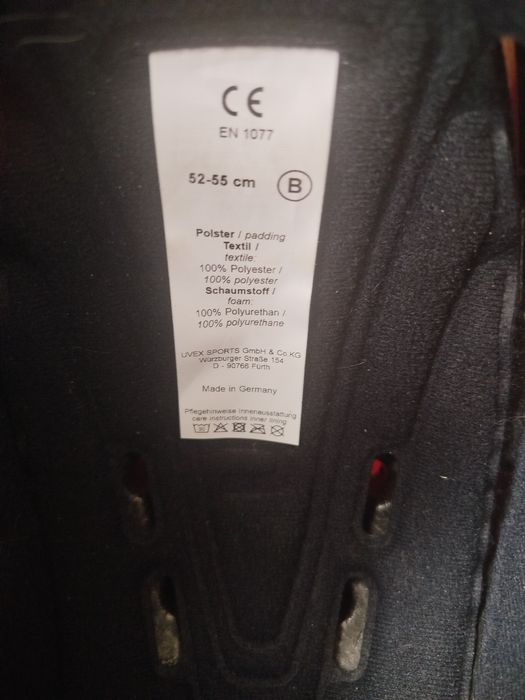 CE
EN 1077
52-55 cm B
Polster / padding
Textil /
textile:
100% Polyester /
100% polyester
Schaumstoff /
foam:
100% Polyurethan /
100% polyurethane
UVEX SPORTS GmbH & Co.KG
Würzburger Straße 154
D - 90766 Fürth
Made in Germany
Pflegehinweise Innenausstattung
care instructions inner lining
30